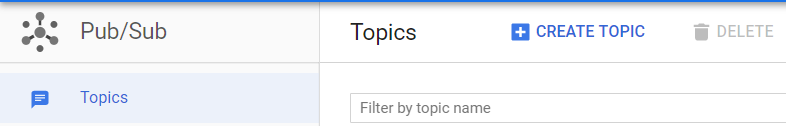 Pub/Sub
Topics
CREATE TOPIC
DELETE
Topics
Filter by topic name